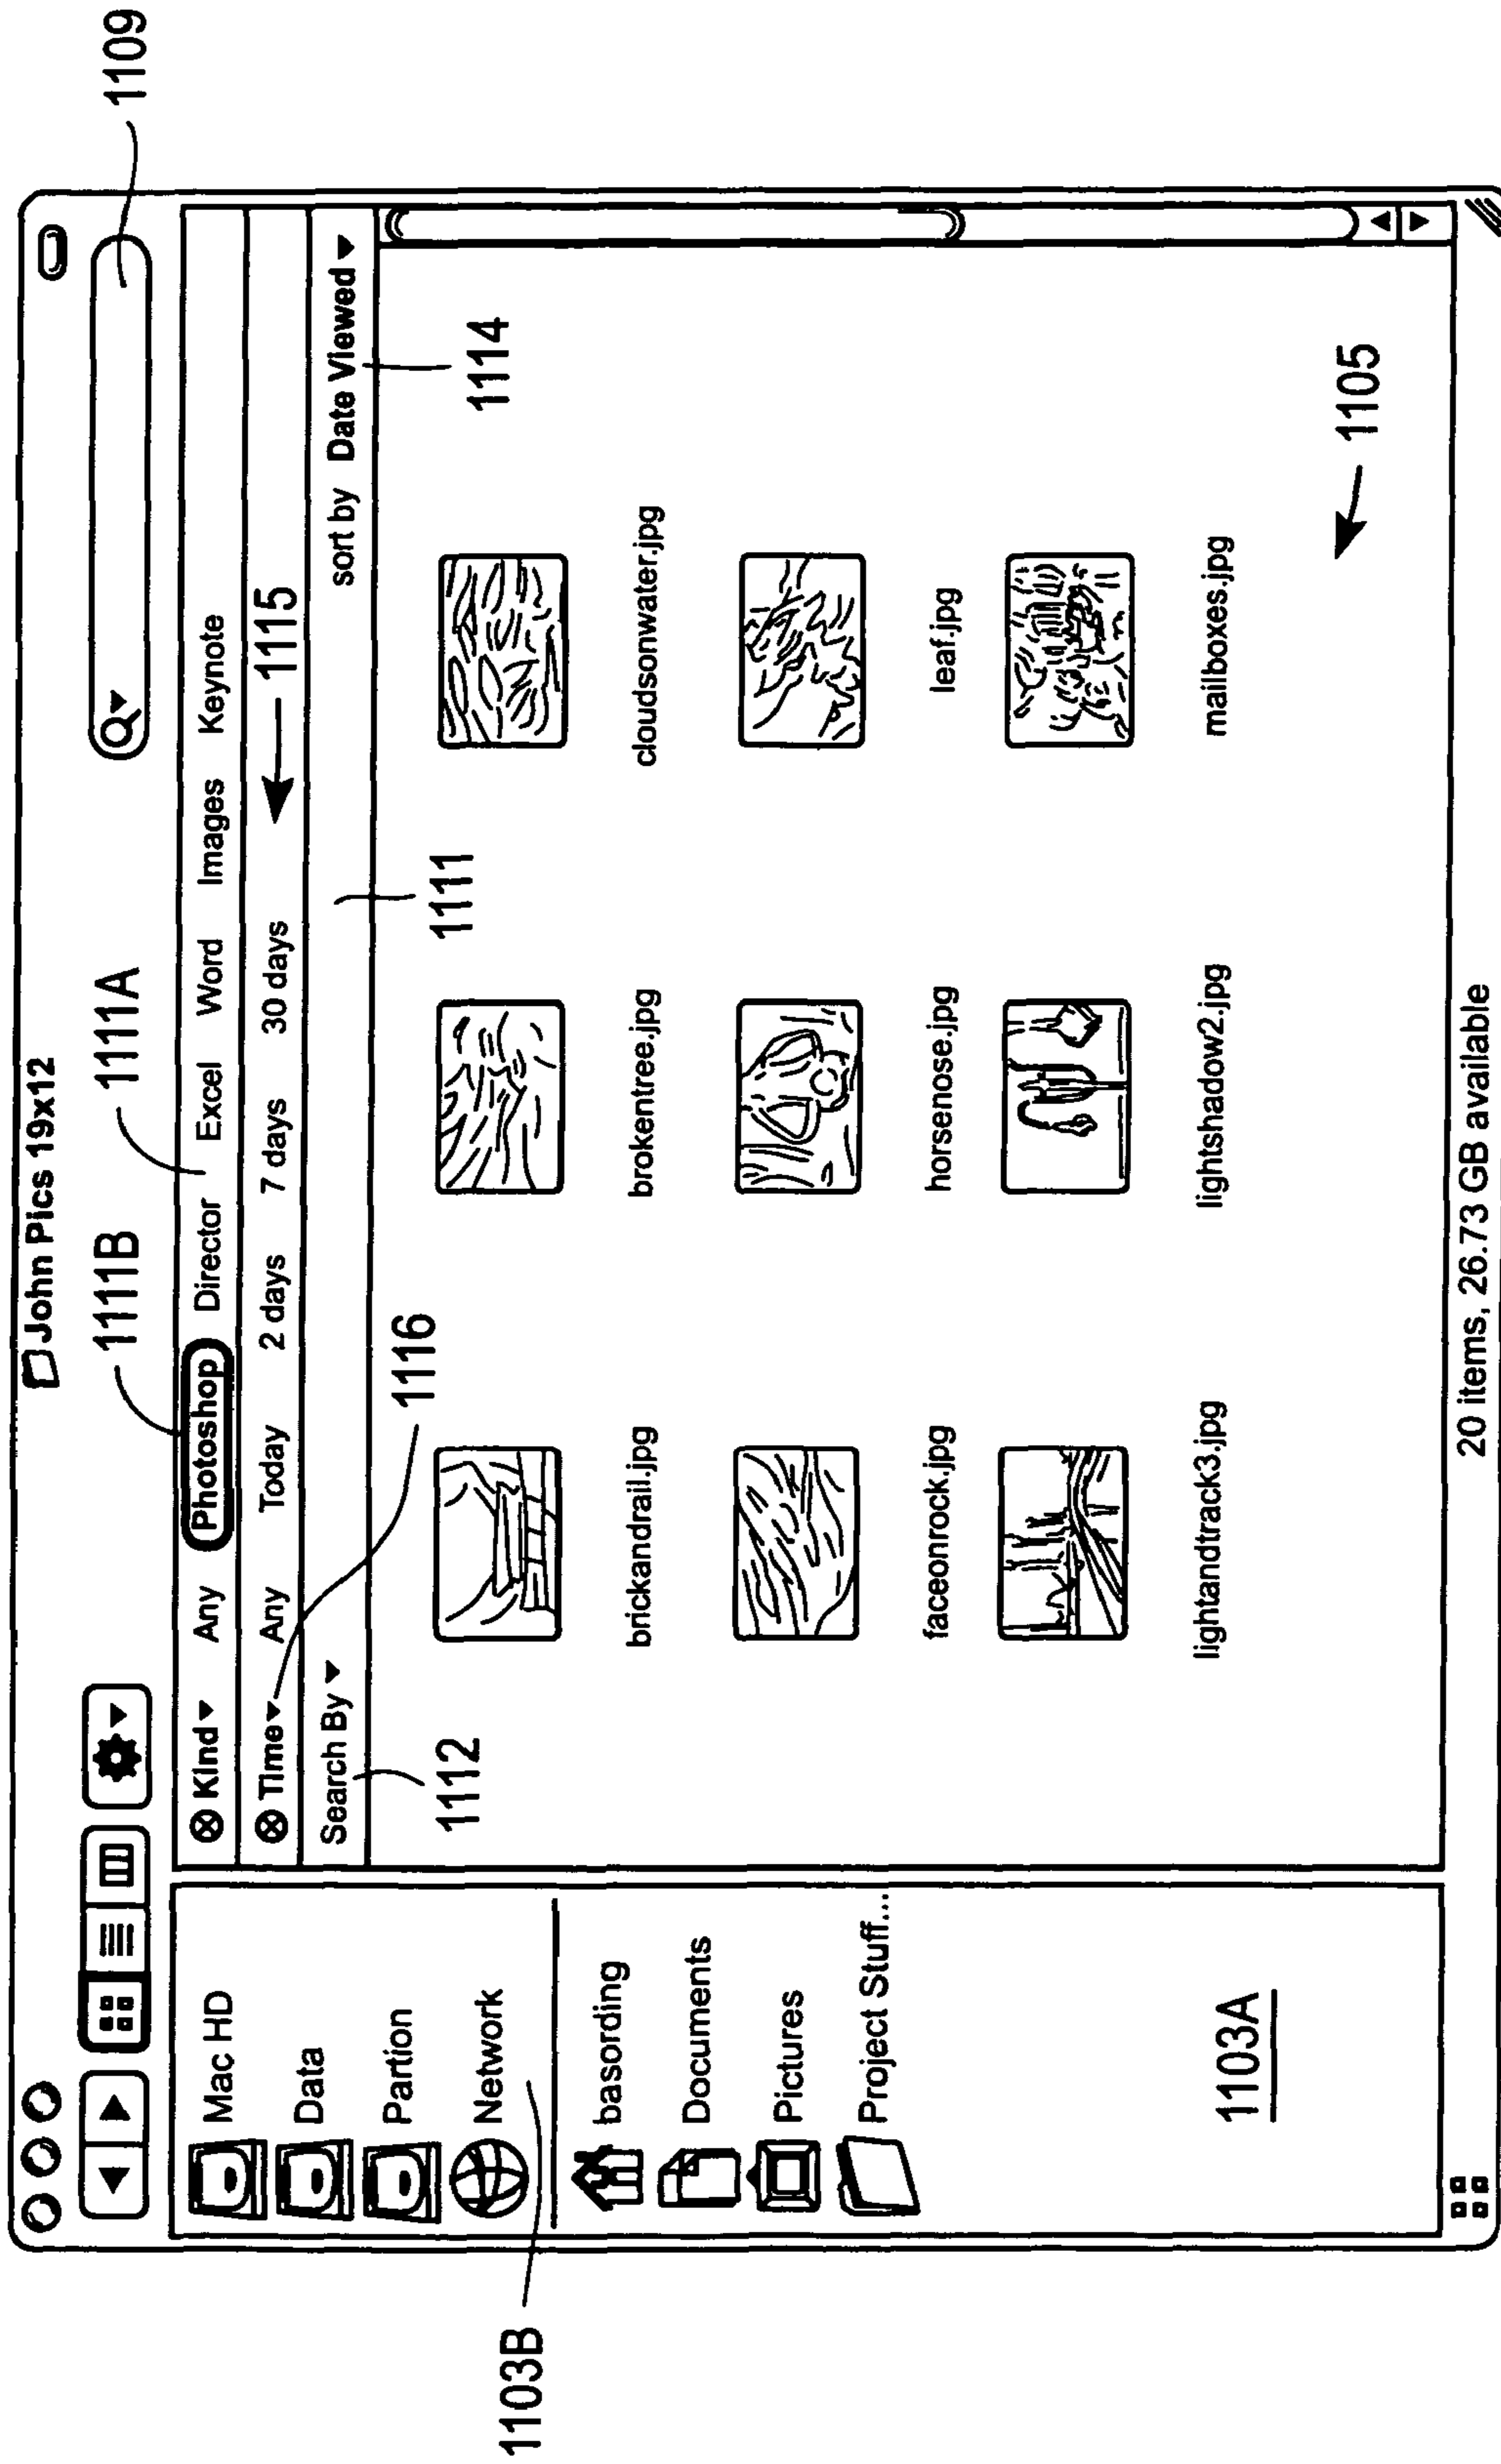 John Pics 19x12
1109
1111B
1111A
Kind Any Photoshop Director Excel Word Images Keynote
Time Any Today 2 days 7 days 30 days
1115
Search By
sort by Date Viewed
1116
1112
1111
1114
Mac HD
Data
Partion
Network
1103B
basording
Documents
Pictures
Project Stuff...
1103A
brickandrail.jpg
brokentree.jpg
cloudsonwater.jpg
faceonrock.jpg
horsenose.jpg
leaf.jpg
lightandtrack3.jpg
lightshadow2.jpg
mailboxes.jpg
1105
20 items, 26.73 GB available